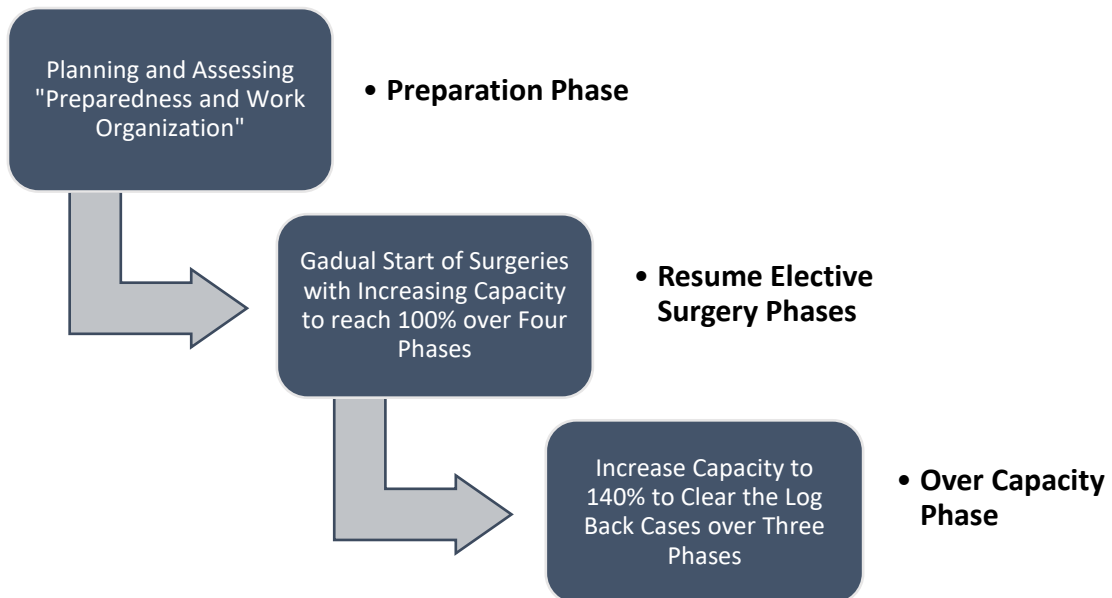 Planning and Assessing
"Preparedness and Work
Organization"
• Preparation Phase
Gadual Start of Surgeries
with Increasing Capacity
to reach 100% over Four
Phases
• Resume Elective
Surgery Phases
Increase Capacity to
140% to Clear the Log
Back Cases over Three
Phases
• Over Capacity
Phase